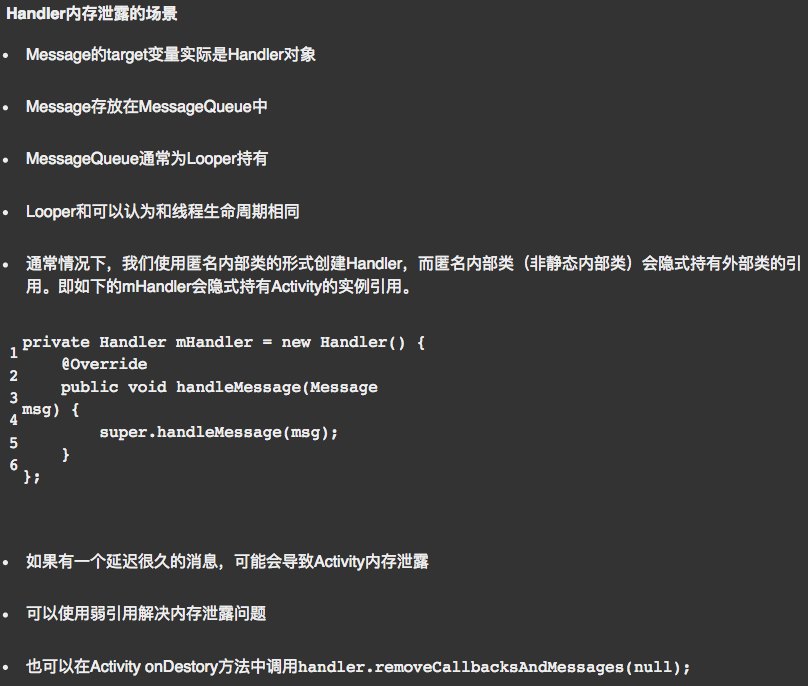 Handler内存泄露的场景
• Message的target变量实际是Handler对象
• Message存放在MessageQueue中
• MessageQueue通常为Looper持有
• Looper和可以认为和线程生命周期相同
• 通常情况下，我们使用匿名内部类的形式创建Handler，而匿名内部类（非静态内部类）会隐式持有外部类的引
用。即如下的mHandler会隐式持有Activity的实例引用。
1 private Handler mHandler = new Handler() {
2     @Override
3     public void handleMessage(Message
4 msg) {
5         super.handleMessage(msg);
6     }
};
• 如果有一个延迟很久的消息，可能会导致Activity内存泄露
• 可以使用弱引用解决内存泄露问题
• 也可以在Activity onDestory方法中调用handler.removeCallbacksAndMessages(null);